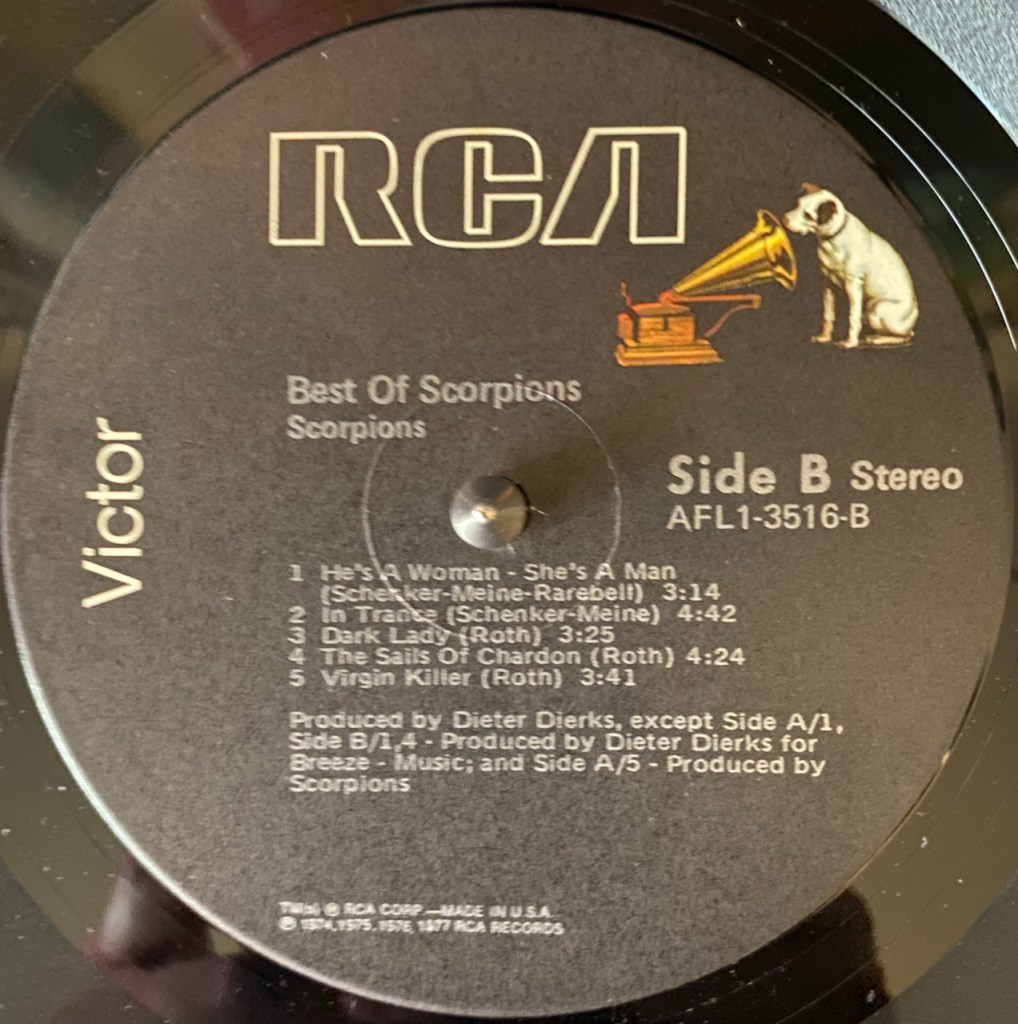 RCA
Best Of Scorpions
Scorpions
Victor
Side B Stereo
AFL1-3516-B
1 He's A Woman - She's A Man
(Schenker-Meine-Rarebell) 3:14
2 In Trance (Schenker-Meine) 4:42
3 Dark Lady (Roth) 3:25
4 The Sails Of Chardon (Roth) 4:24
5 Virgin Killer (Roth) 3:41
Produced by Dieter Dierks, except Side A/1,
Side B/1,4 - Produced by Dieter Dierks for
Breeze - Music; and Side A/5 - Produced by
Scorpions
TM(s) ® RCA CORP.—MADE IN U.S.A.
℗ 1974, 1975, 1976, 1977 RCA RECORDS